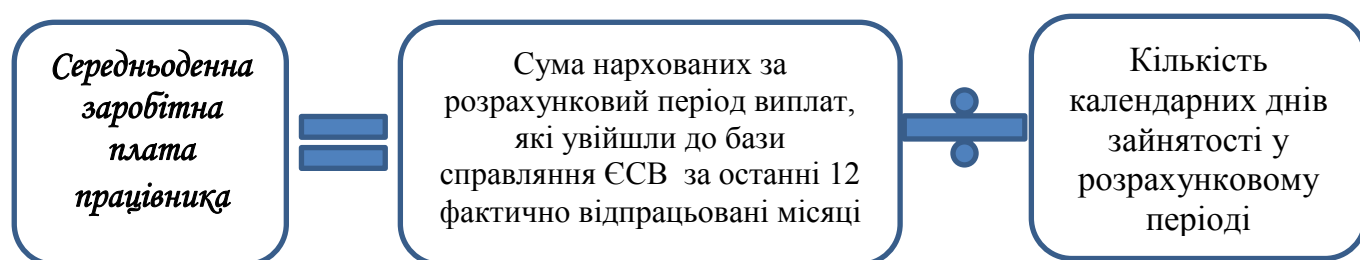 Середньоденна
заробітна
плата
працівника
Сума нархованих за
розрахунковий період виплат,
які увійшли до бази
справляння ЄСВ за останні 12
фактично відпрацьовані місяці
Кількість
календарних днів
зайнятості у
розрахунковому
періоді